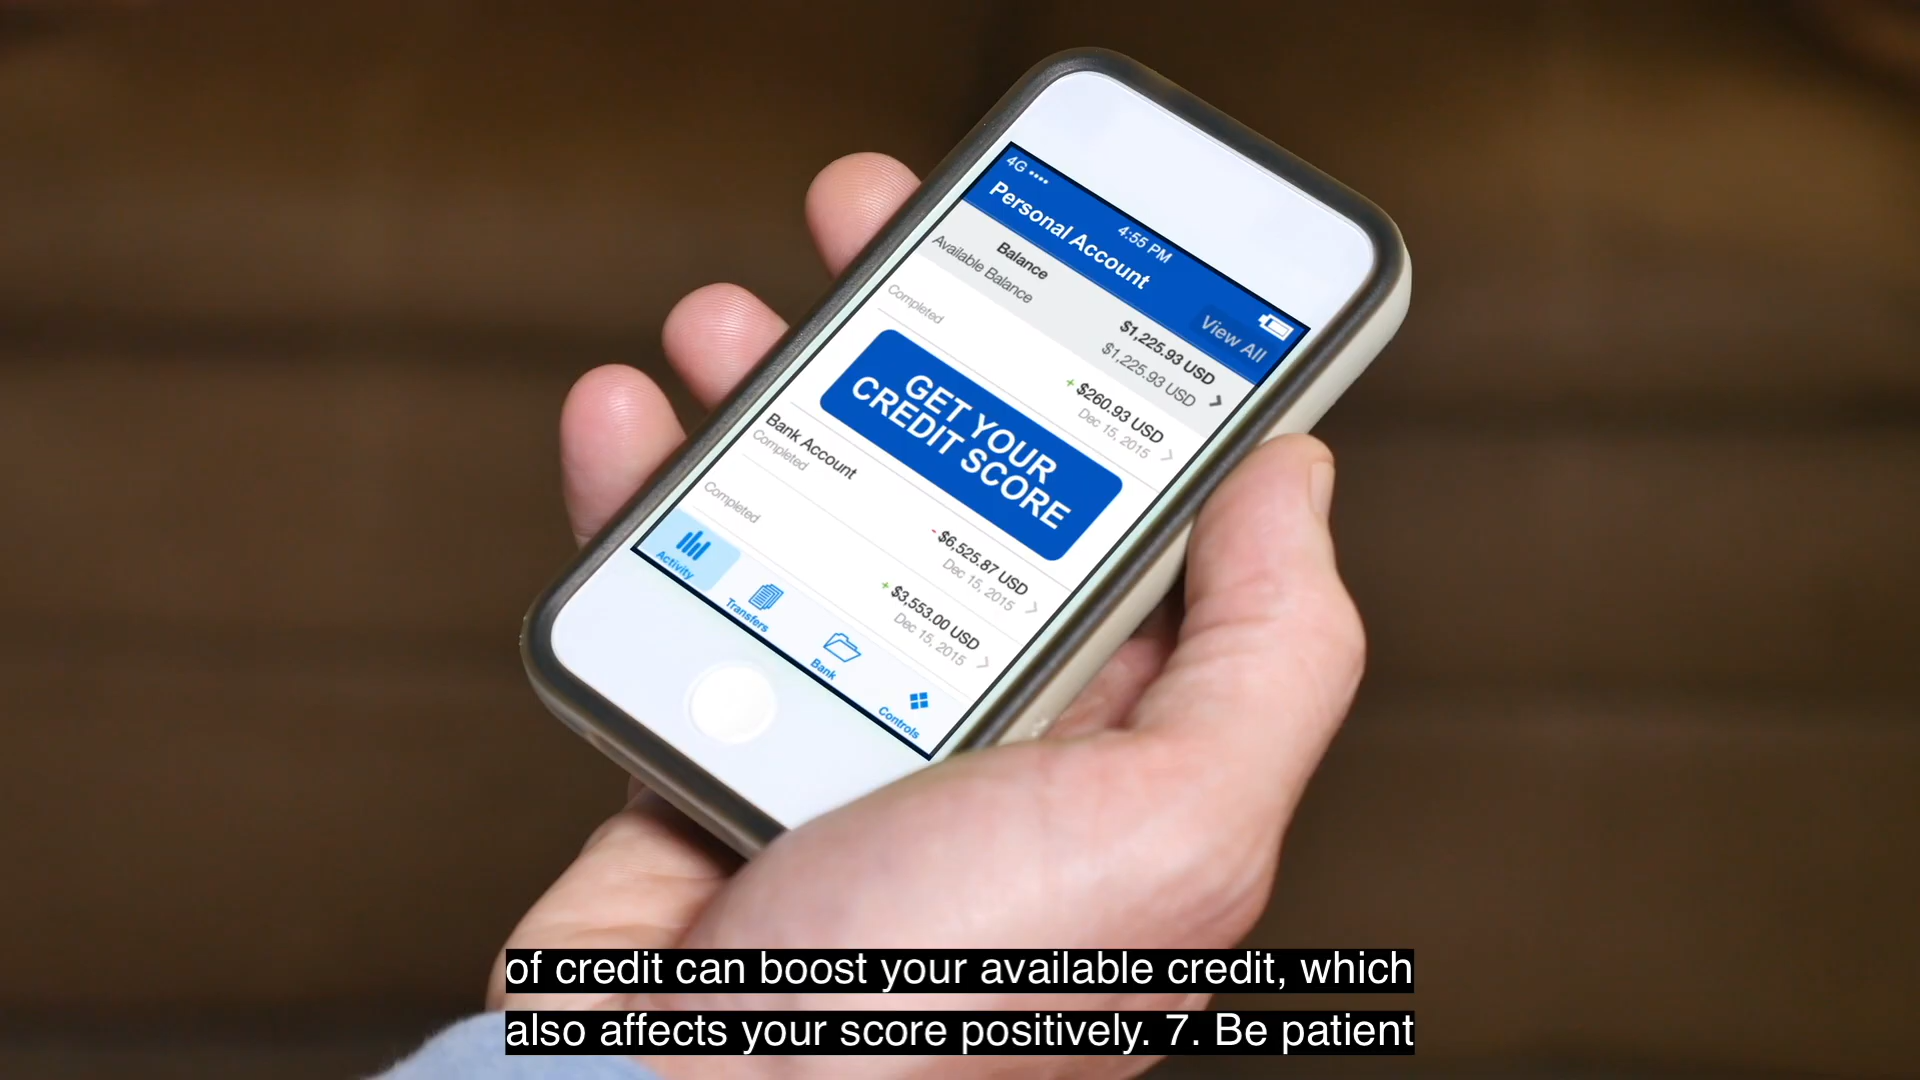 4G ••••
4:55 PM
Personal Account
View All
Balance
$1,225.93 USD
Available Balance
$1,225.93 USD
Completed
+ $260.93 USD
Dec 15, 2015
GET YOUR
CREDIT SCORE
Bank Account
Completed
- $6,525.87 USD
Dec 15, 2015
Completed
+ $3,553.00 USD
Dec 15, 2015
Activity
Transfers
Bank
Controls
of credit can boost your available credit, which
also affects your score positively. 7. Be patient